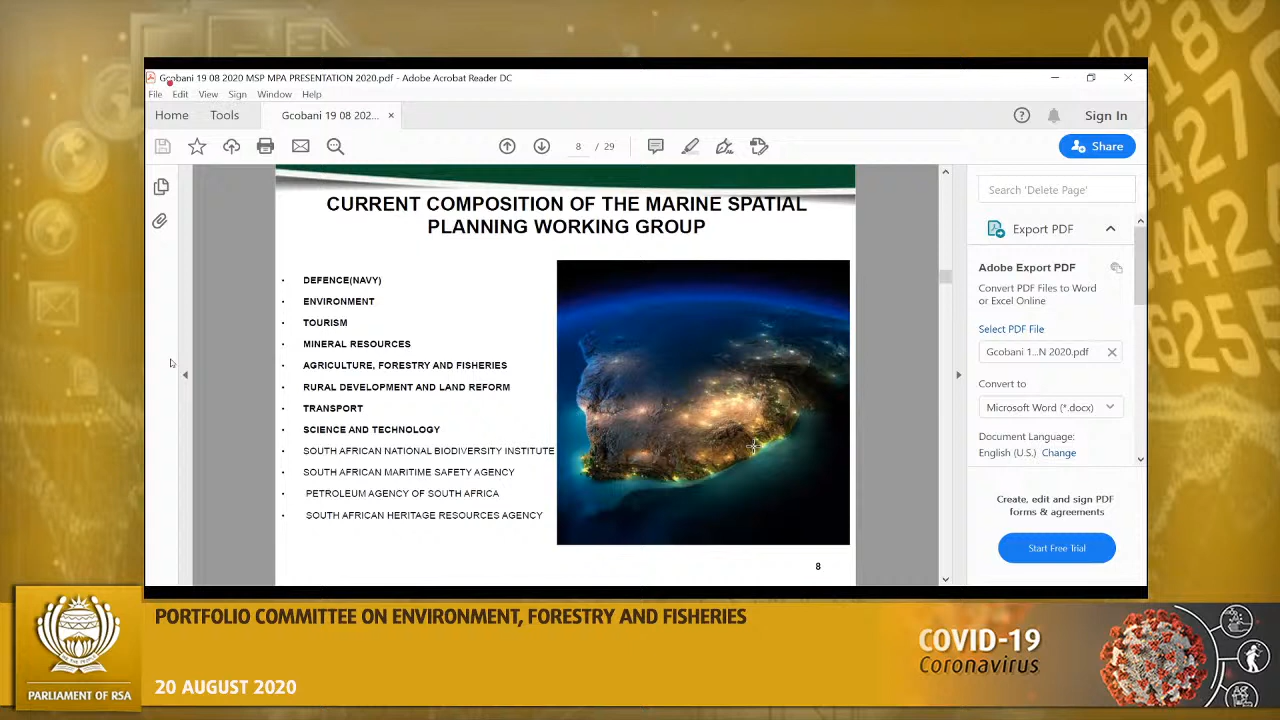 Gcobani 19 08 2020 MSP MPA PRESENTATION 2020.pdf - Adobe Acrobat Reader DC
File Edit View Sign Window Help
Home Tools Gcobani 19 08 202... × Sign In
8 / 29 Share
CURRENT COMPOSITION OF THE MARINE SPATIAL
PLANNING WORKING GROUP
• DEFENCE(NAVY)
• ENVIRONMENT
• TOURISM
• MINERAL RESOURCES
• AGRICULTURE, FORESTRY AND FISHERIES
• RURAL DEVELOPMENT AND LAND REFORM
• TRANSPORT
• SCIENCE AND TECHNOLOGY
• SOUTH AFRICAN NATIONAL BIODIVERSITY INSTITUTE
• SOUTH AFRICAN MARITIME SAFETY AGENCY
• PETROLEUM AGENCY OF SOUTH AFRICA
• SOUTH AFRICAN HERITAGE RESOURCES AGENCY
8
Search 'Delete Page'
Export PDF
Adobe Export PDF
Convert PDF Files to Word
or Excel Online
Select PDF File
Gcobani 1...N 2020.pdf
Convert to
Microsoft Word (*.docx)
Document Language:
English (U.S.) Change
Create, edit and sign PDF
forms & agreements
Start Free Trial
PORTFOLIO COMMITTEE ON ENVIRONMENT, FORESTRY AND FISHERIES
20 AUGUST 2020
PARLIAMENT OF RSA
COVID-19
Coronavirus